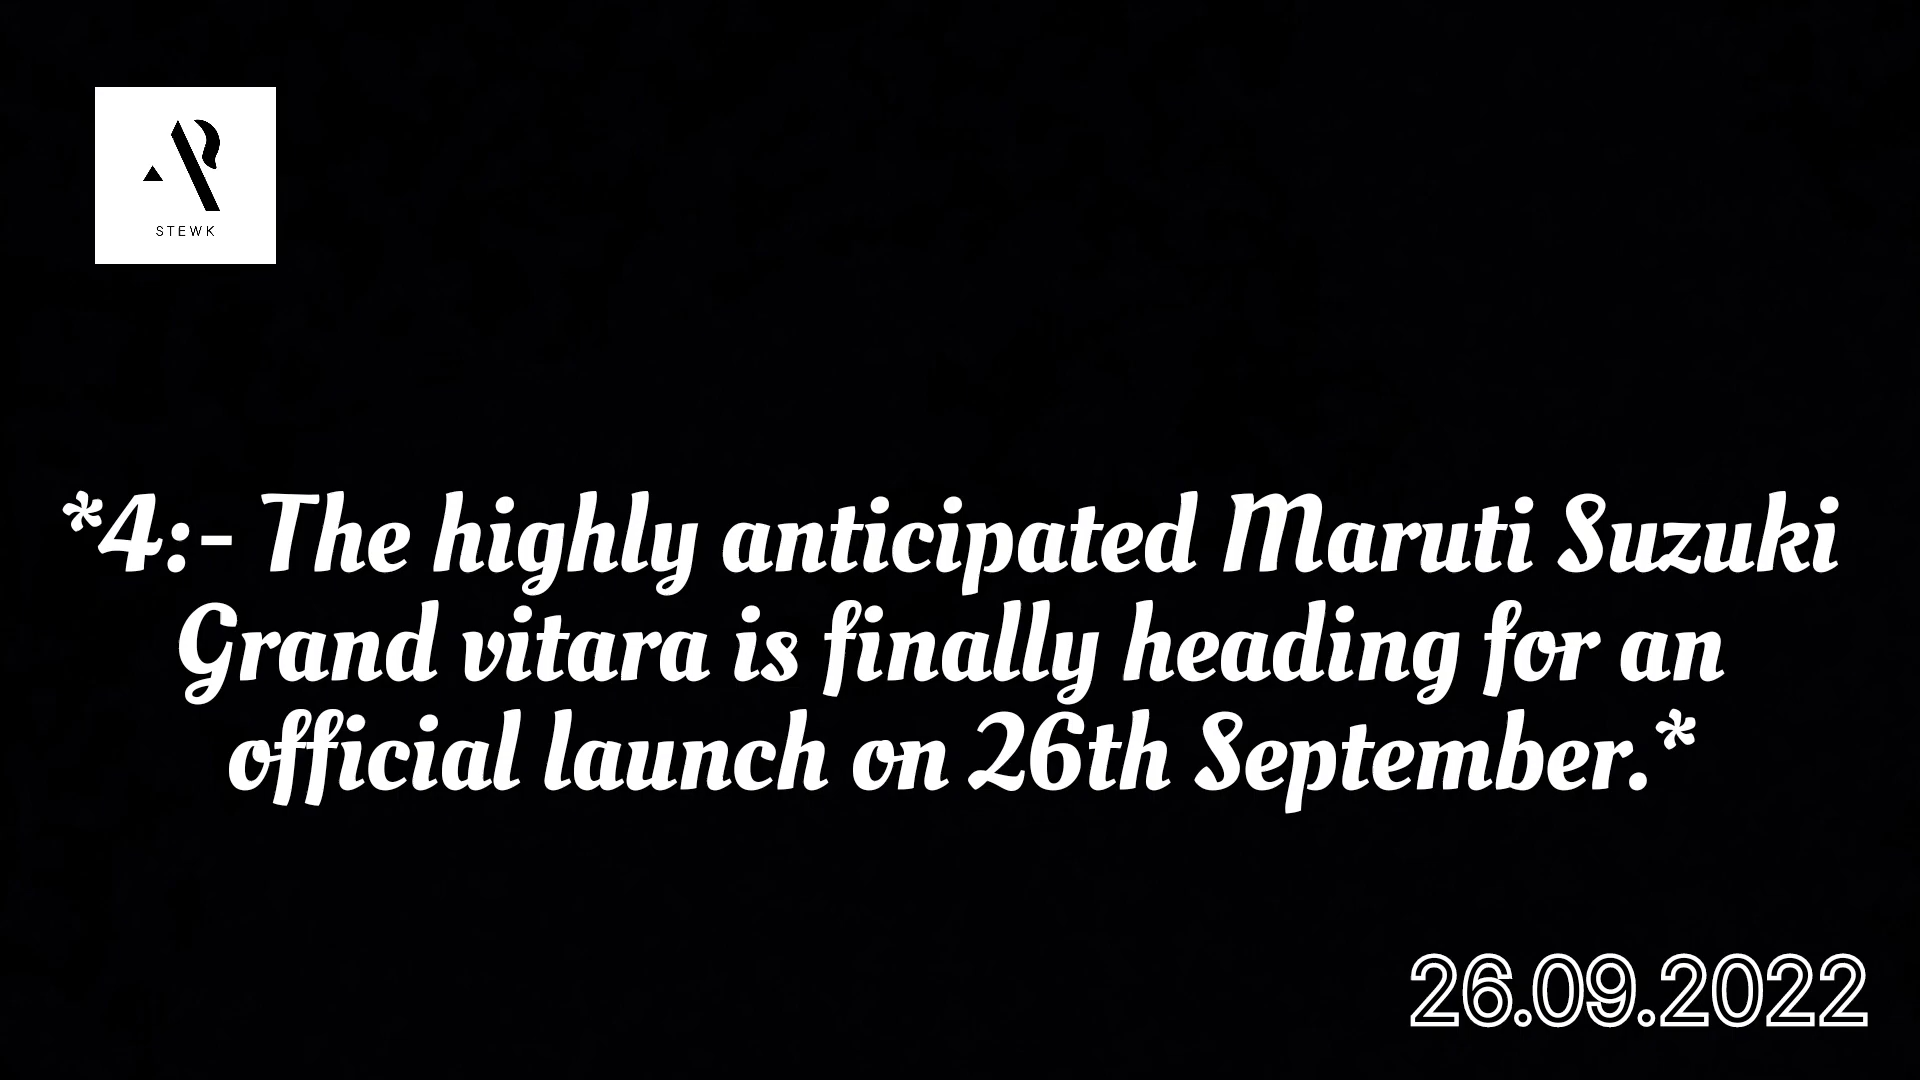 STEWK
*4:- The highly anticipated Maruti Suzuki
Grand vitara is finally heading for an
official launch on 26th September.*
26.09.2022